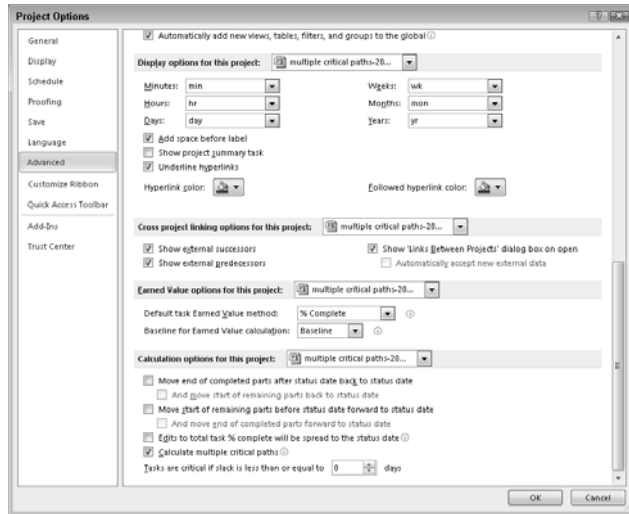 Project Options
General
Display
Schedule
Proofing
Save
Language
Advanced
Customize Ribbon
Quick Access Toolbar
Add-Ins
Trust Center
Automatically add new views, tables, filters, and groups to the global
Display options for this project: multiple critical paths-20...
Minutes: min Weeks: wk
Hours: hr Months: mon
Days: day Years: yr
Add space before label
Show project summary task
Underline hyperlinks
Hyperlink color: Followed hyperlink color:
Cross project linking options for this project: multiple critical paths-20...
Show external successors Show 'Links Between Projects' dialog box on open
Show external predecessors Automatically accept new external data
Earned Value options for this project: multiple critical paths-20...
Default task Earned Value method: % Complete
Baseline for Earned Value calculation: Baseline
Calculation options for this project: multiple critical paths-20...
Move end of completed parts after status date back to status date
And move start of remaining parts back to status date
Move start of remaining parts before status date forward to status date
And move end of completed parts forward to status date
Edits to total task % complete will be spread to the status date
Calculate multiple critical paths
Tasks are critical if slack is less than or equal to 0 days
OK Cancel